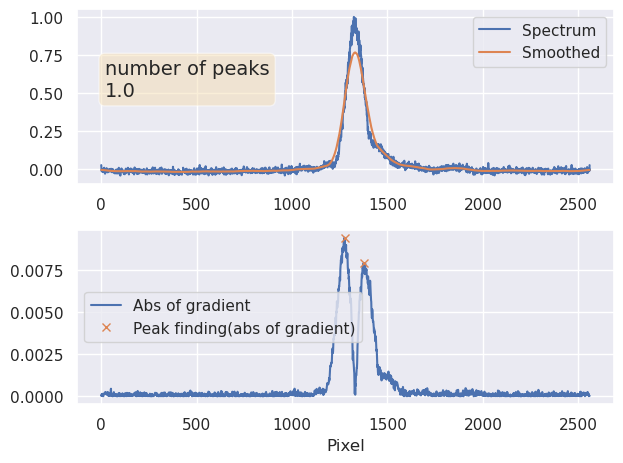 1.00
0.75
0.50
0.25
0.00
number of peaks
1.0
Spectrum
Smoothed
0 500 1000 1500 2000 2500
0.0075
0.0050
0.0025
0.0000
Abs of gradient
Peak finding(abs of gradient)
0 500 1000 1500 2000 2500
Pixel